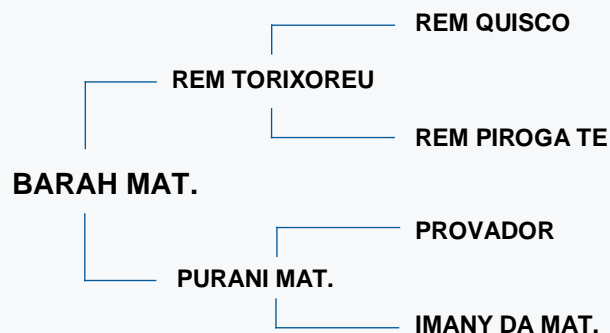 REM QUISCO
REM TORIXOREU
REM PIROGA TE
BARAH MAT.
PROVADOR
PURANI MAT.
IMANY DA MAT.